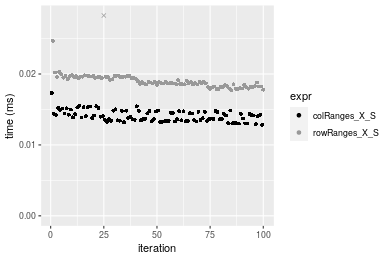 0.02
0.01
0.00
time (ms)
0
25
50
75
100
iteration
expr
colRanges_X_S
rowRanges_X_S